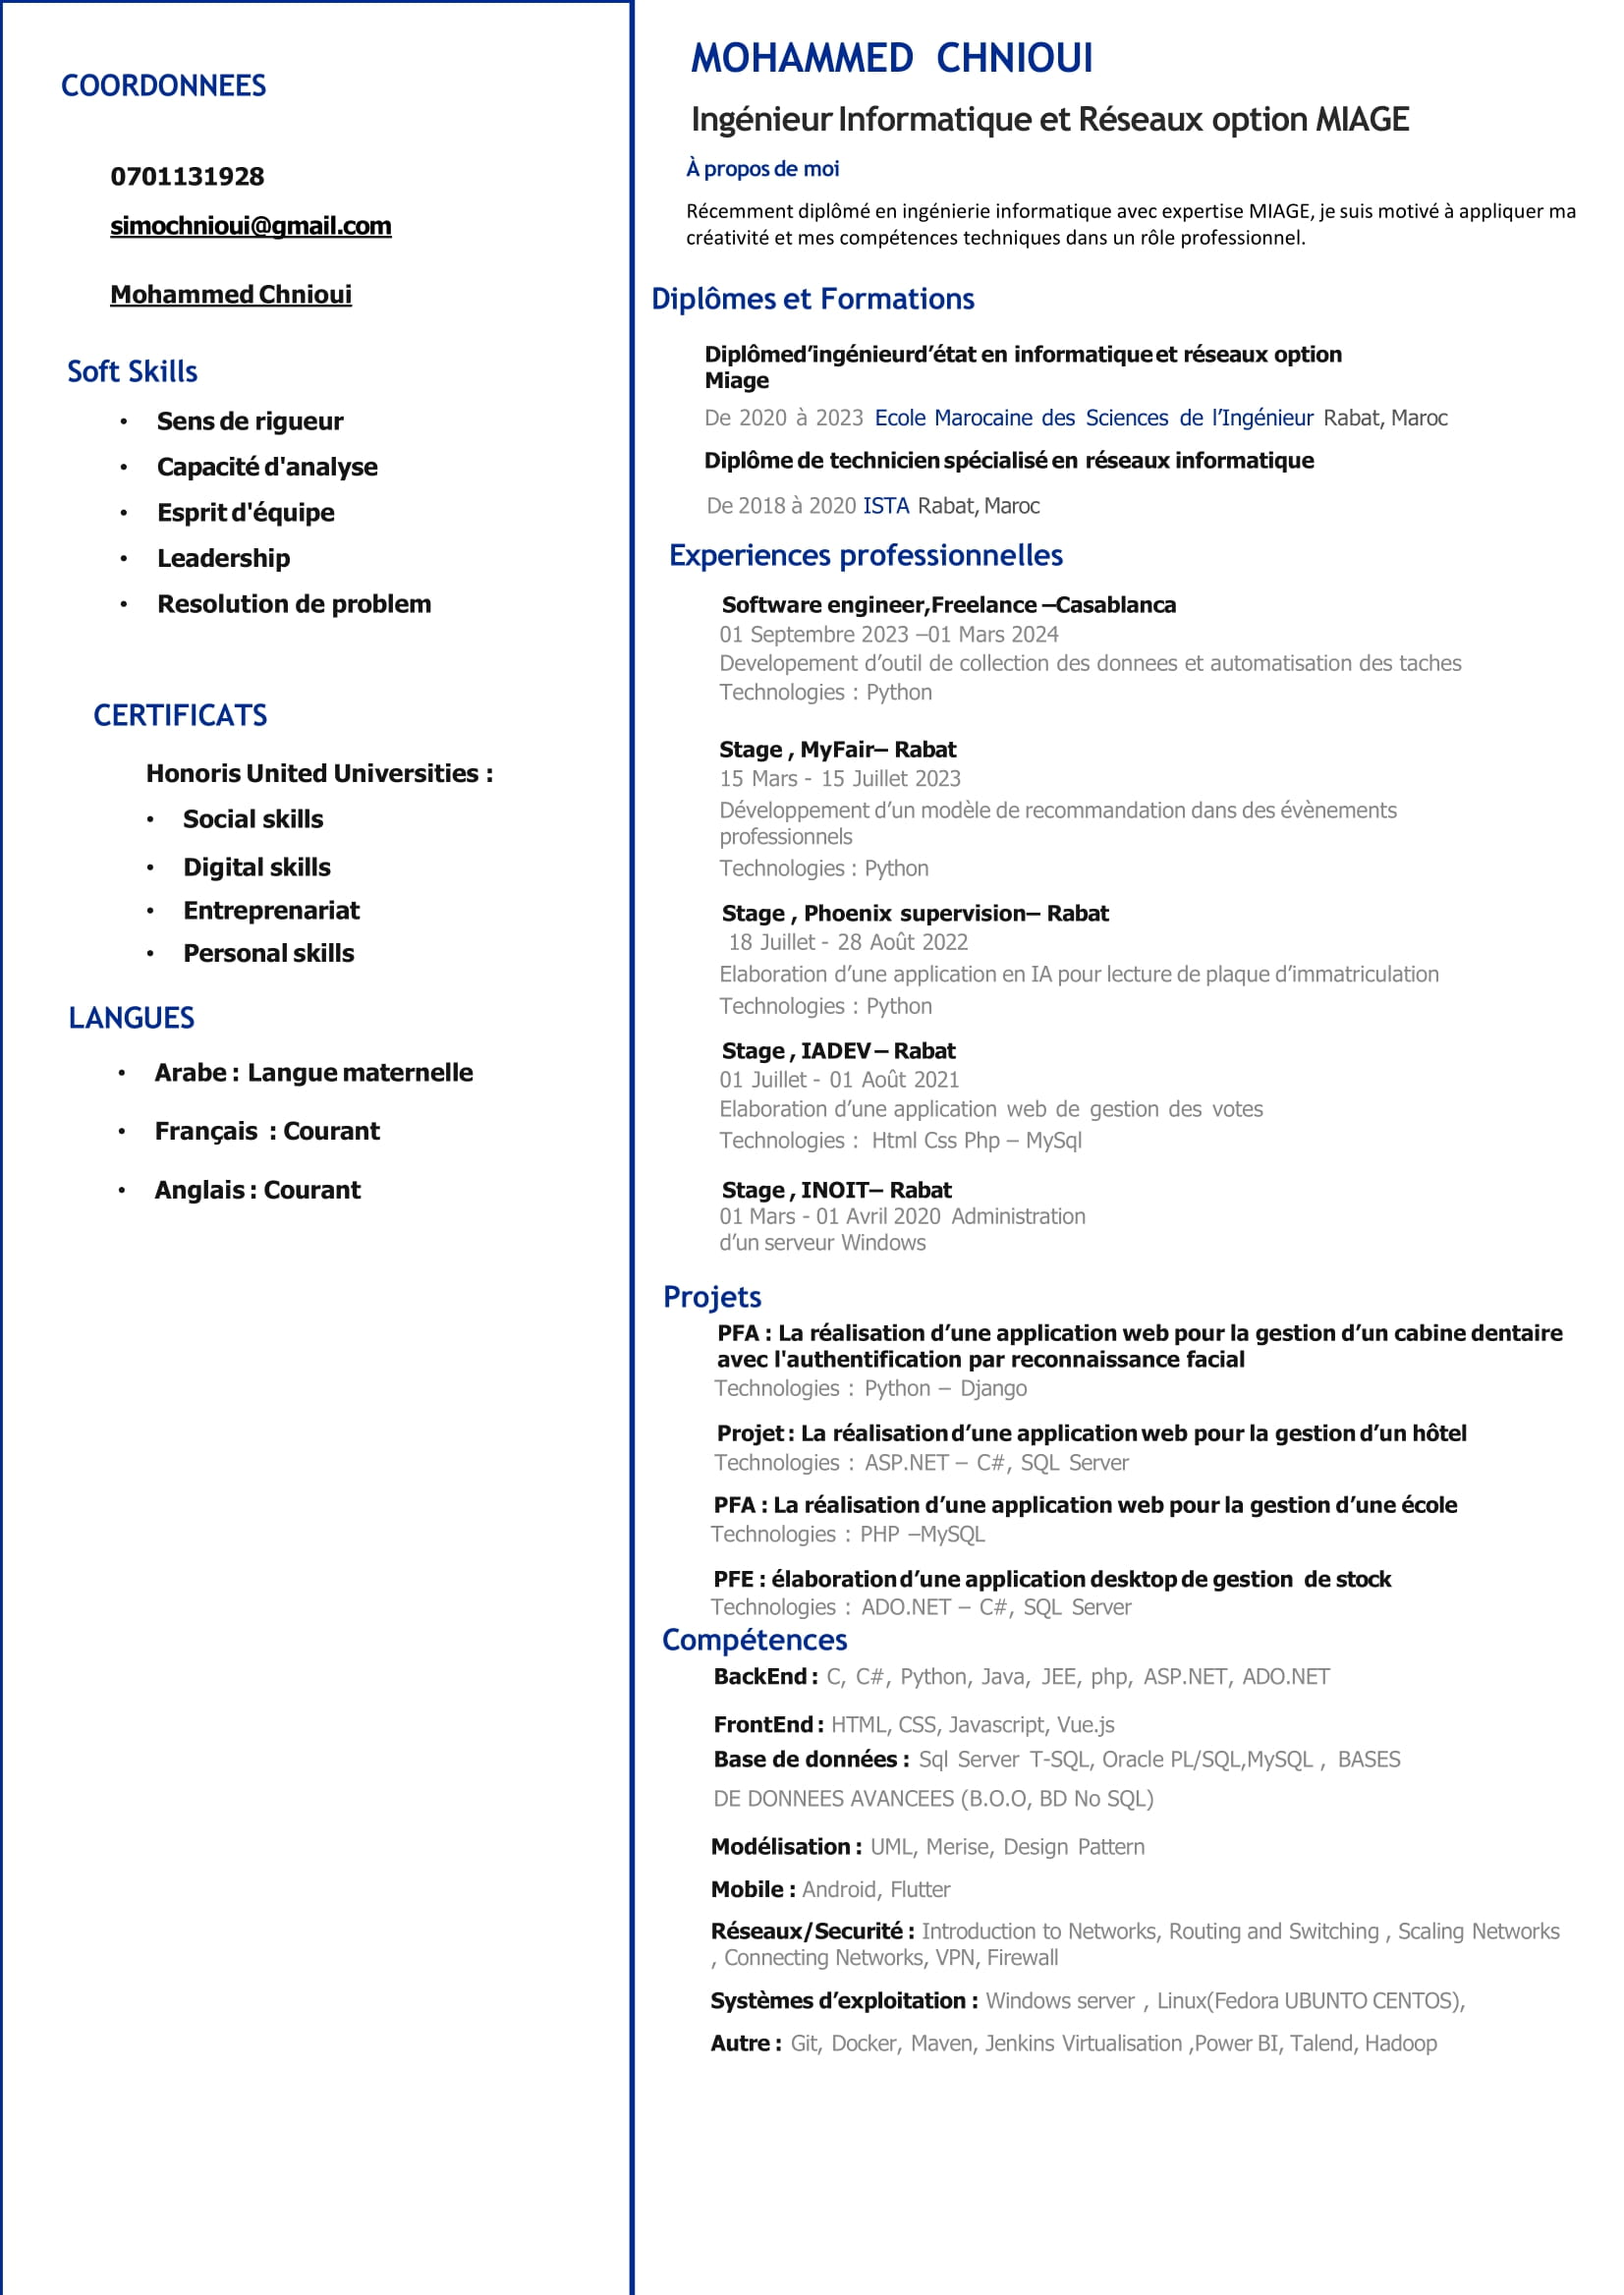 COORDONNEES
0701131928
simochnioui@gmail.com
Mohammed Chnioui
Soft Skills
• Sens de rigueur
• Capacité d'analyse
• Esprit d'équipe
• Leadership
• Resolution de problem
CERTIFICATS
Honoris United Universities :
• Social skills
• Digital skills
• Entreprenariat
• Personal skills
LANGUES
• Arabe : Langue maternelle
• Français : Courant
• Anglais : Courant
MOHAMMED CHNIOUI
Ingénieur Informatique et Réseaux option MIAGE
À propos de moi
Récemment diplômé en ingénierie informatique avec expertise MIAGE, je suis motivé à appliquer ma
créativité et mes compétences techniques dans un rôle professionnel.
Diplômes et Formations
Diplômed’ingénieurd’état en informatique et réseaux option
Miage
De 2020 à 2023 Ecole Marocaine des Sciences de l’Ingénieur Rabat, Maroc
Diplôme de technicien spécialisé en réseaux informatique
De 2018 à 2020 ISTA Rabat, Maroc
Experiences professionnelles
Software engineer,Freelance –Casablanca
01 Septembre 2023 –01 Mars 2024
Developement d’outil de collection des donnees et automatisation des taches
Technologies : Python
Stage , MyFair– Rabat
15 Mars - 15 Juillet 2023
Développement d’un modèle de recommandation dans des évènements
professionnels
Technologies : Python
Stage , Phoenix supervision– Rabat
18 Juillet - 28 Août 2022
Elaboration d’une application en IA pour lecture de plaque d’immatriculation
Technologies : Python
Stage , IADEV – Rabat
01 Juillet - 01 Août 2021
Elaboration d’une application web de gestion des votes
Technologies : Html Css Php – MySql
Stage , INOIT– Rabat
01 Mars - 01 Avril 2020 Administration
d’un serveur Windows
Projets
PFA : La réalisation d’une application web pour la gestion d’un cabine dentaire
avec l'authentification par reconnaissance facial
Technologies : Python – Django
Projet : La réalisation d’une application web pour la gestion d’un hôtel
Technologies : ASP.NET – C#, SQL Server
PFA : La réalisation d’une application web pour la gestion d’une école
Technologies : PHP –MySQL
PFE : élaboration d’une application desktop de gestion de stock
Technologies : ADO.NET – C#, SQL Server
Compétences
BackEnd : C, C#, Python, Java, JEE, php, ASP.NET, ADO.NET
FrontEnd : HTML, CSS, Javascript, Vue.js
Base de données : Sql Server T-SQL, Oracle PL/SQL,MySQL , BASES
DE DONNEES AVANCEES (B.O.O, BD No SQL)
Modélisation : UML, Merise, Design Pattern
Mobile : Android, Flutter
Réseaux/Securité : Introduction to Networks, Routing and Switching , Scaling Networks
, Connecting Networks, VPN, Firewall
Systèmes d’exploitation : Windows server , Linux(Fedora UBUNTO CENTOS),
Autre : Git, Docker, Maven, Jenkins Virtualisation ,Power BI, Talend, Hadoop